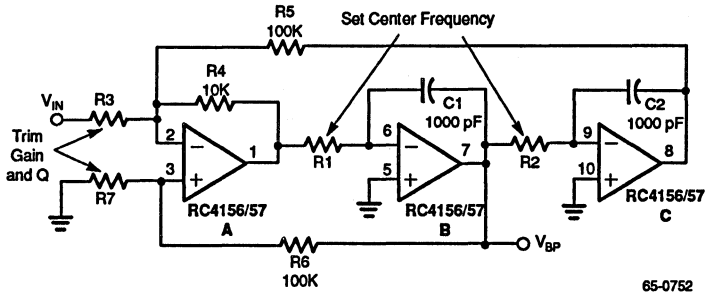 R5
100K
Set Center Frequency
R4
10K
VIN
R3
C1
1000 pF
C2
1000 pF
Trim
Gain
and Q
2
3
1
R1
6
5
7
R2
9
10
8
R7
RC4156/57
A
RC4156/57
B
RC4156/57
C
R6
100K
VBP
65-0752